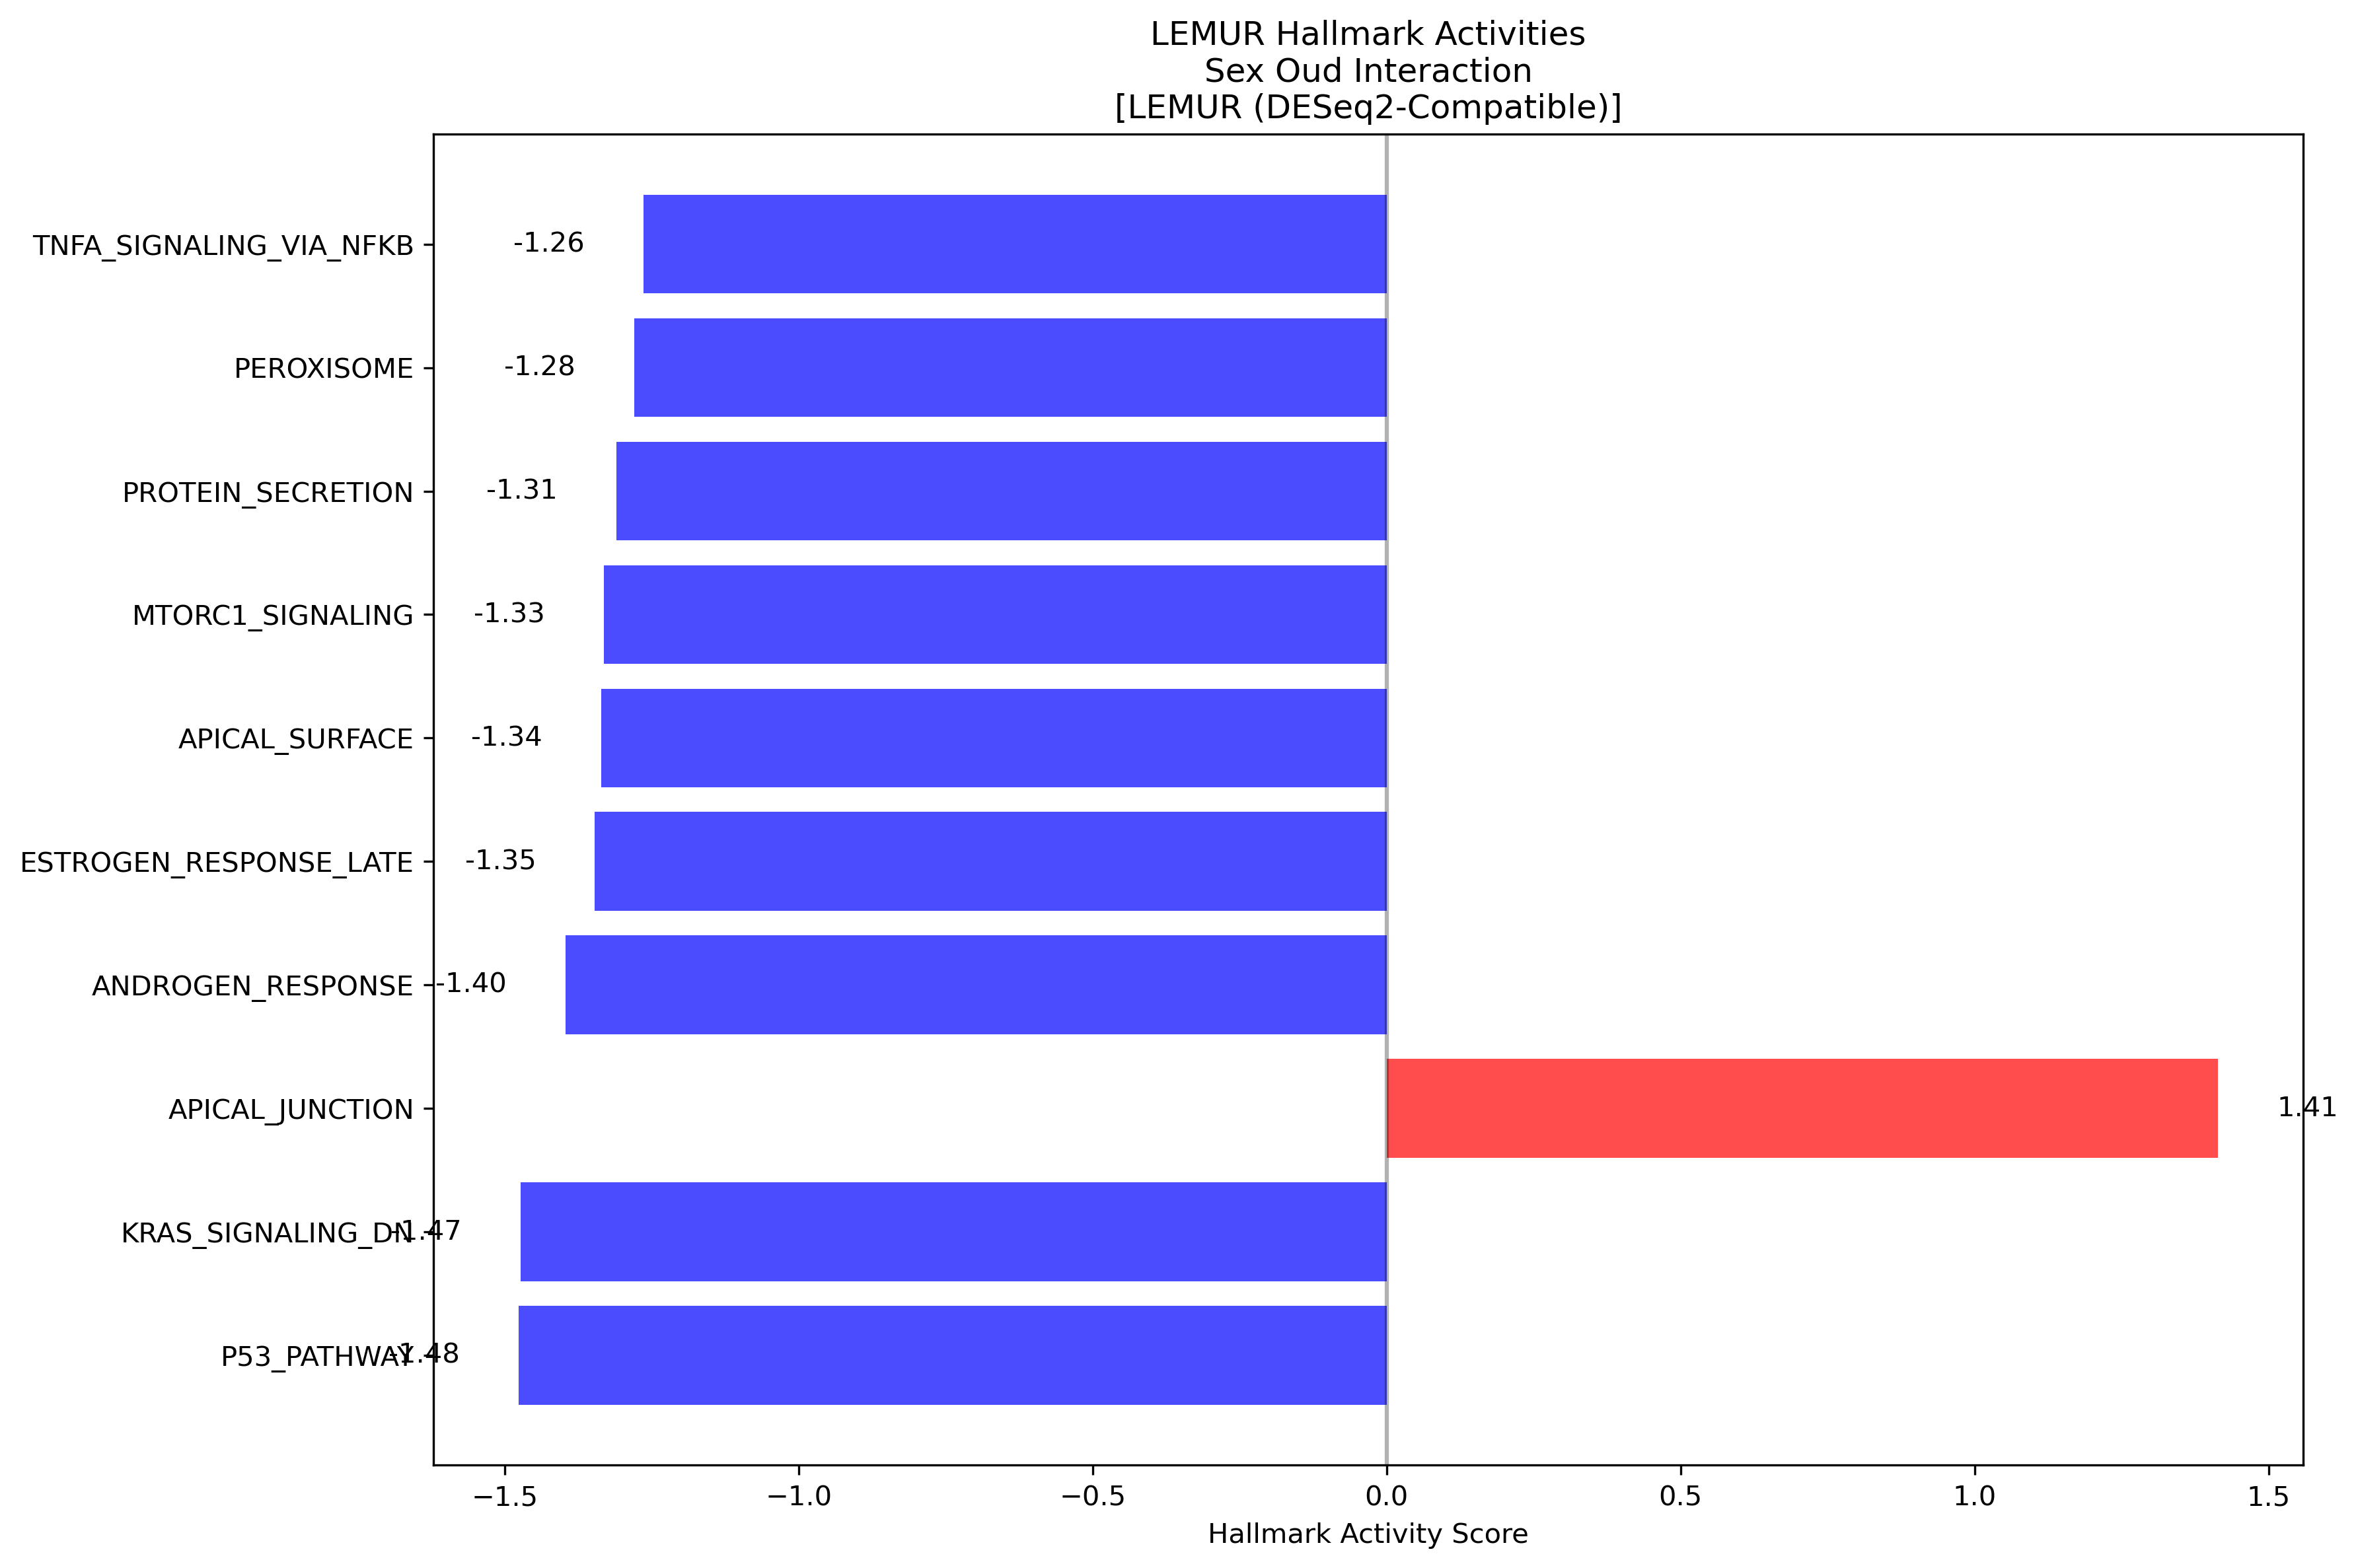 LEMUR Hallmark Activities
Sex Oud Interaction
[LEMUR (DESeq2-Compatible)]
TNFA_SIGNALING_VIA_NFKB -1.26
PEROXISOME -1.28
PROTEIN_SECRETION -1.31
MTORC1_SIGNALING -1.33
APICAL_SURFACE -1.34
ESTROGEN_RESPONSE_LATE -1.35
ANDROGEN_RESPONSE -1.40
APICAL_JUNCTION 1.41
KRAS_SIGNALING_DN -1.47
P53_PATHWAY -1.48
−1.5 −1.0 −0.5 0.0 0.5 1.0 1.5
Hallmark Activity Score